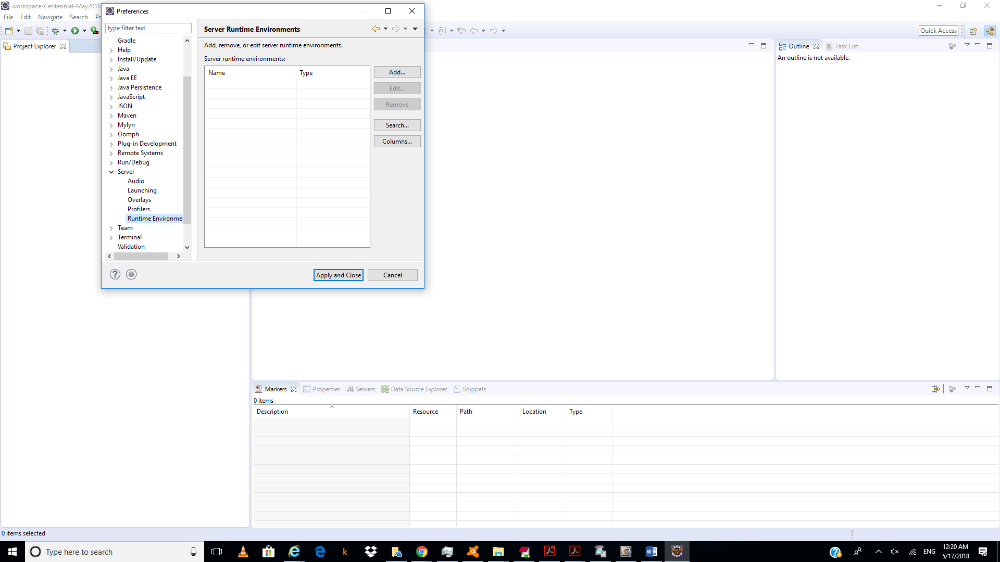 workspace-Centennial-May2018
File Edit Navigate Search Pr
Preferences
type filter text
Gradle
Help
Install/Update
Java
Java EE
Java Persistence
JavaScript
JSON
Maven
Mylyn
Oomph
Plug-in Development
Remote Systems
Run/Debug
Server
Audio
Launching
Overlays
Profilers
Runtime Environme
Team
Terminal
Validation
Server Runtime Environments
Add, remove, or edit server runtime environments.
Server runtime environments:
Name Type
Add...
Edit...
Remove
Search...
Columns...
Apply and Close Cancel
Quick Access
Project Explorer
Outline Task List
An outline is not available.
Markers Properties Servers Data Source Explorer Snippets
0 items
Description Resource Path Location Type
0 items selected
Type here to search
ENG
12:20 AM
5/17/2018